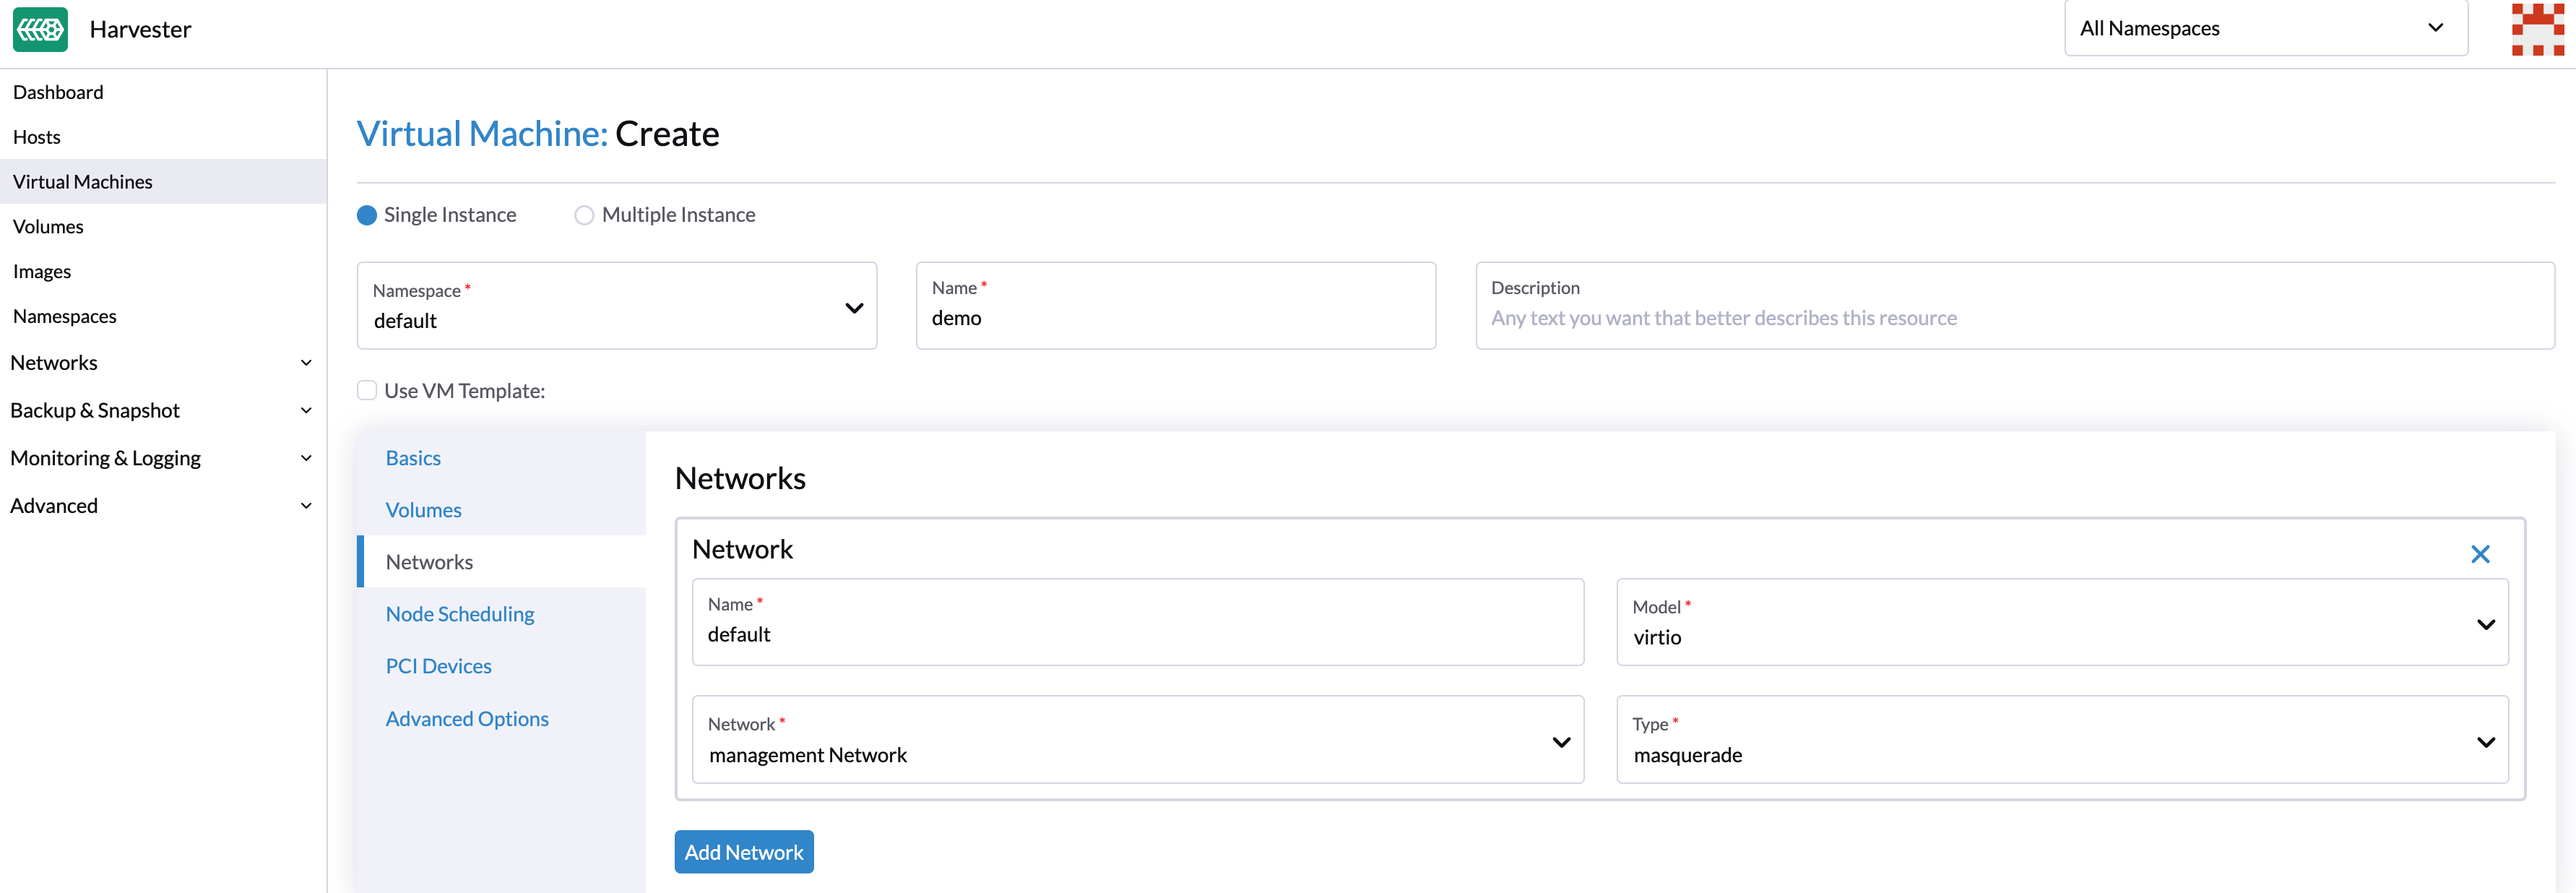 Harvester
All Namespaces
Dashboard
Hosts
Virtual Machines
Volumes
Images
Namespaces
Networks
Backup & Snapshot
Monitoring & Logging
Advanced
Virtual Machine: Create
Single Instance
Multiple Instance
Namespace *
default
Name *
demo
Description
Any text you want that better describes this resource
Use VM Template:
Basics
Volumes
Networks
Node Scheduling
PCI Devices
Advanced Options
Networks
Network
Name *
default
Model *
virtio
Network *
management Network
Type *
masquerade
Add Network